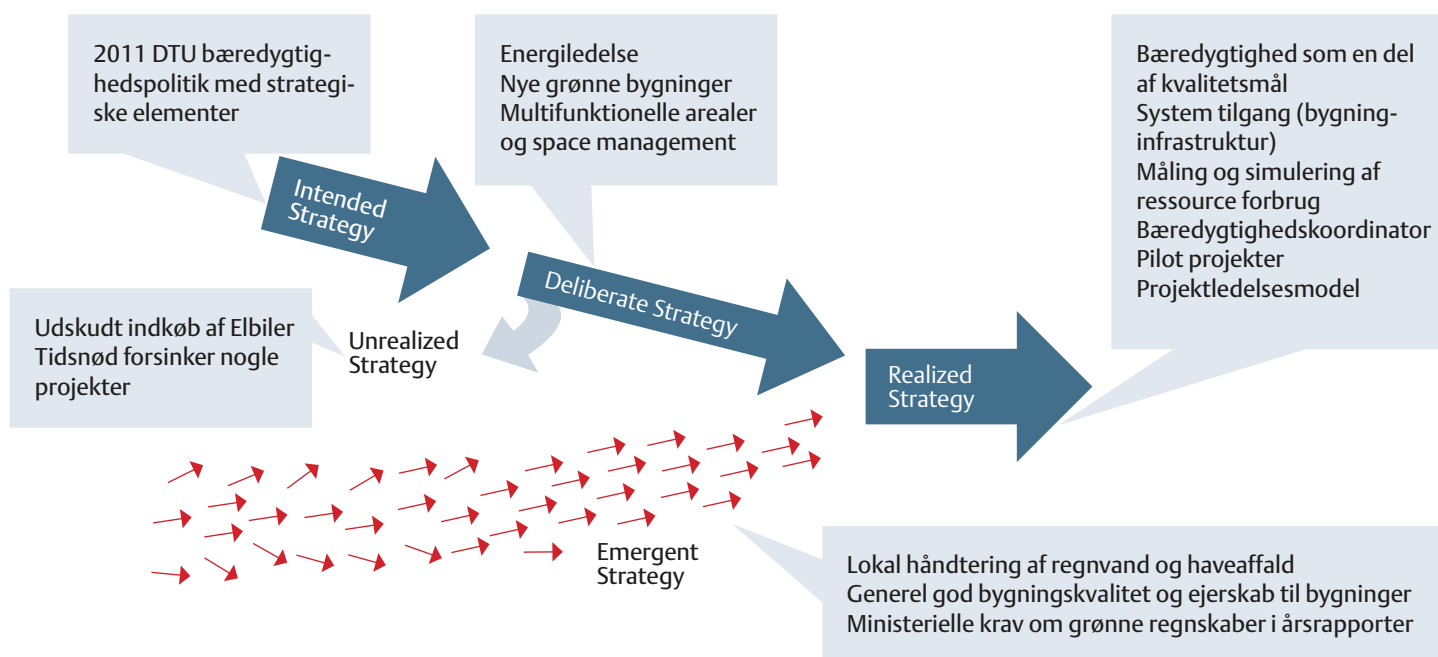 2011 DTU bæredygtig-
hedspolitik med strategi-
ske elementer
Energiledelse
Nye grønne bygninger
Multifunktionelle arealer
og space management
Bæredygtighed som en del
af kvalitetsmål
System tilgang (bygning-
infrastruktur)
Måling og simulering af
ressource forbrug
Bæredygtighedskoordinator
Pilot projekter
Projektledelsesmodel
Intended
Strategy
Deliberate Strategy
Udskudt indkøb af Elbiler
Tidsnød forsinker nogle
projekter
Unrealized
Strategy
Realized
Strategy
Emergent
Strategy
Lokal håndtering af regnvand og haveaffald
Generel god bygningskvalitet og ejerskab til bygninger
Ministerielle krav om grønne regnskaber i årsrapporter